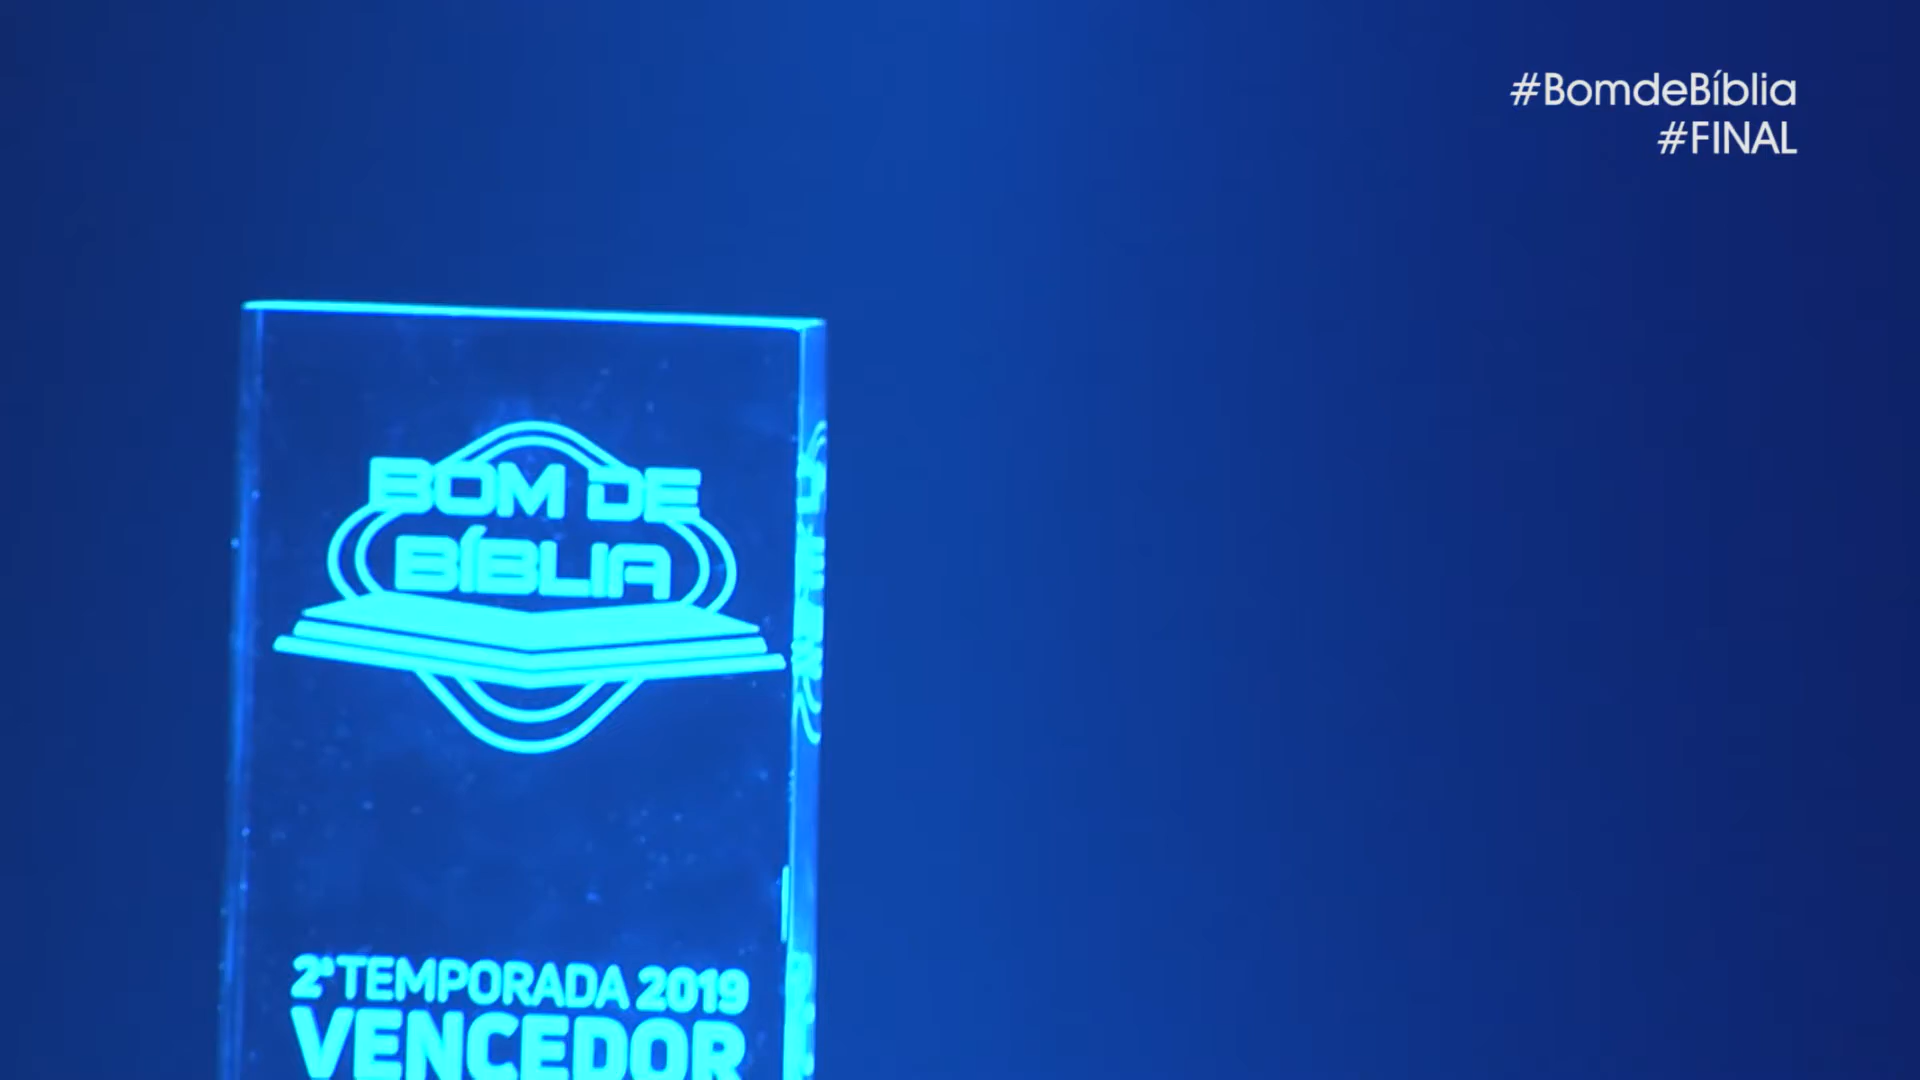 #BomdeBíblia
#FINAL
BOM DE
BÍBLIA
2ª TEMPORADA 2019
VENCEDOR